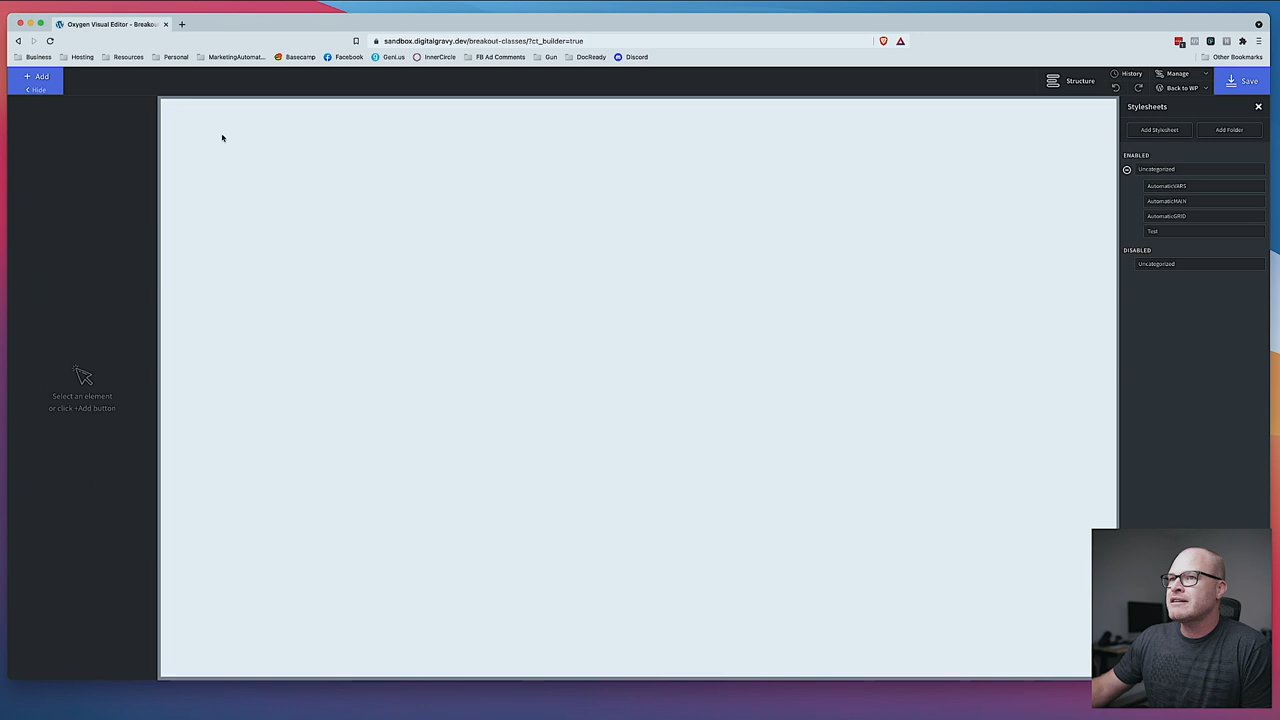 Oxygen Visual Editor - Breakou
sandbox.digitalgravy.dev/breakout-classes/?ct_builder=true
Business Hosting Resources Personal MarketingAutomat... Basecamp Facebook Geni.us InnerCircle FB Ad Comments Gun DocReady Discord Other Bookmarks
+ Add
Hide
Structure
History
Manage
Back to WP
Save
Stylesheets
Add Stylesheet Add Folder
ENABLED
Uncategorized
AutomaticVARS
AutomaticMAIN
AutomaticGRID
Test
DISABLED
Uncategorized
Select an element
or click +Add button